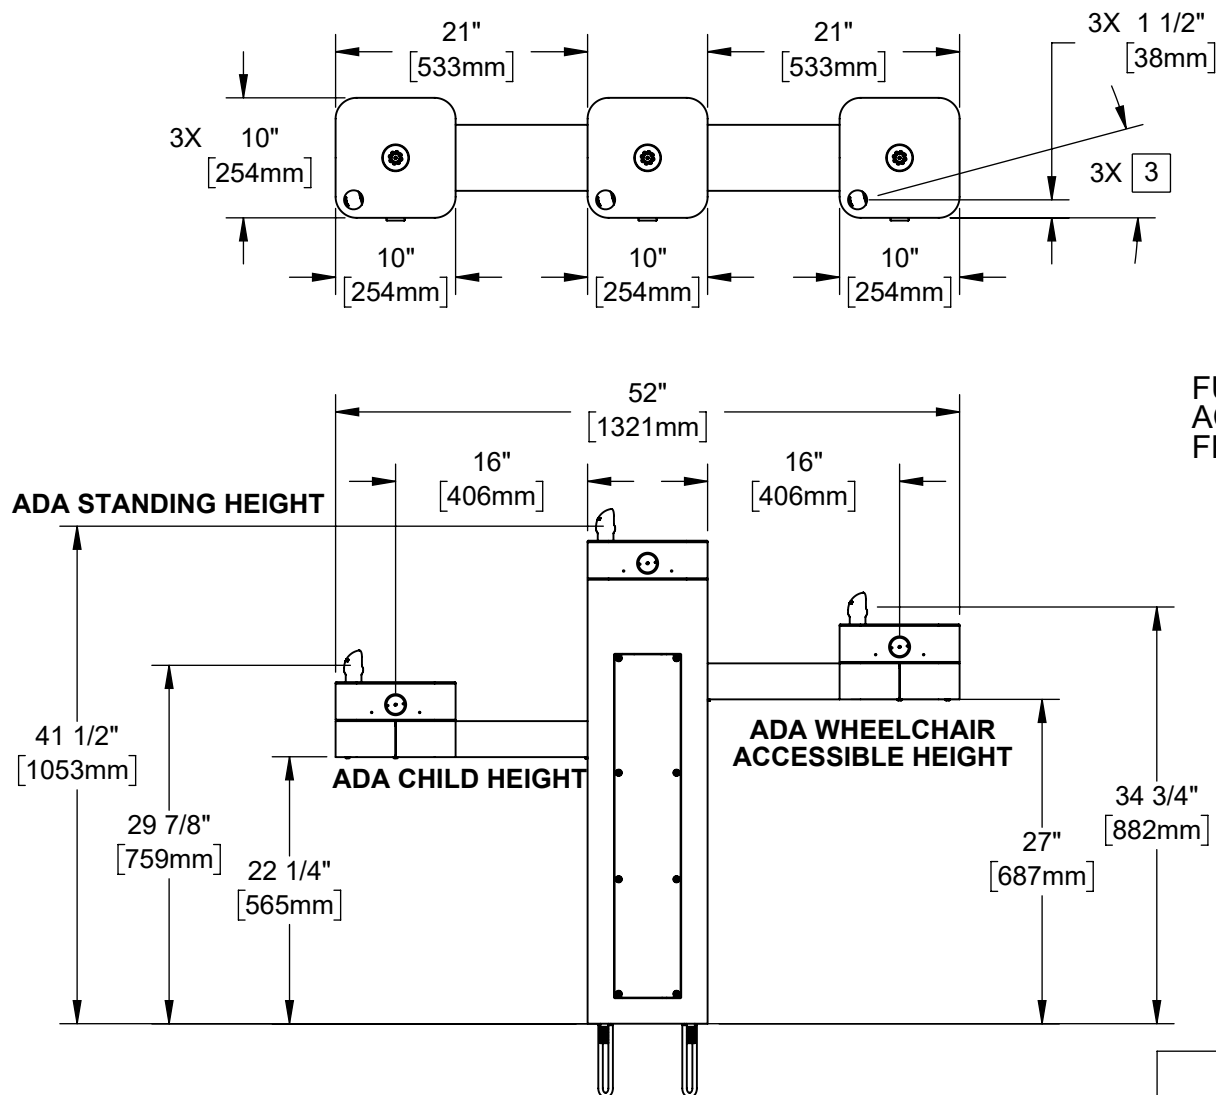 21"
[533mm]
21"
[533mm]
3X 1 1/2"
[38mm]
3X 10"
[254mm]
3X 3
10"
[254mm]
10"
[254mm]
10"
[254mm]
52"
[1321mm]
FU
AC
16"
[406mm]
16"
[406mm]
ADA STANDING HEIGHT
41 1/2"
[1053mm]
29 7/8"
[759mm]
22 1/4"
[565mm]
ADA CHILD HEIGHT
ADA WHEELCHAIR
ACCESSIBLE HEIGHT
27"
[687mm]
34 3/4"
[882mm]